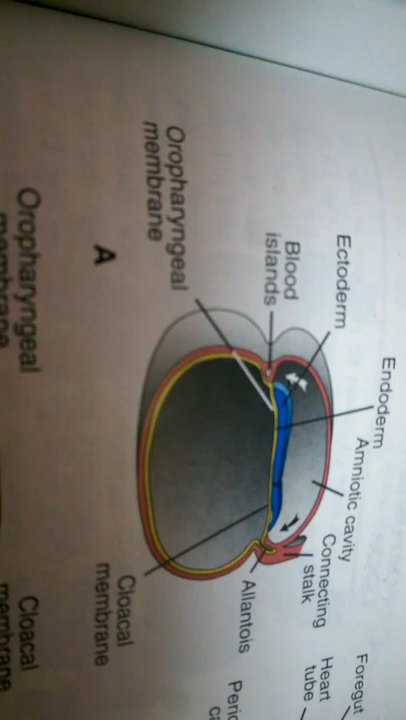 Endoderm
Ectoderm
Amniotic cavity
Blood
islands
Connecting
stalk
Oropharyngeal
membrane
Allantois
Cloacal
membrane
A
Foregut
Heart
tube
Oropharyngeal
membrane
Cloacal
membrane